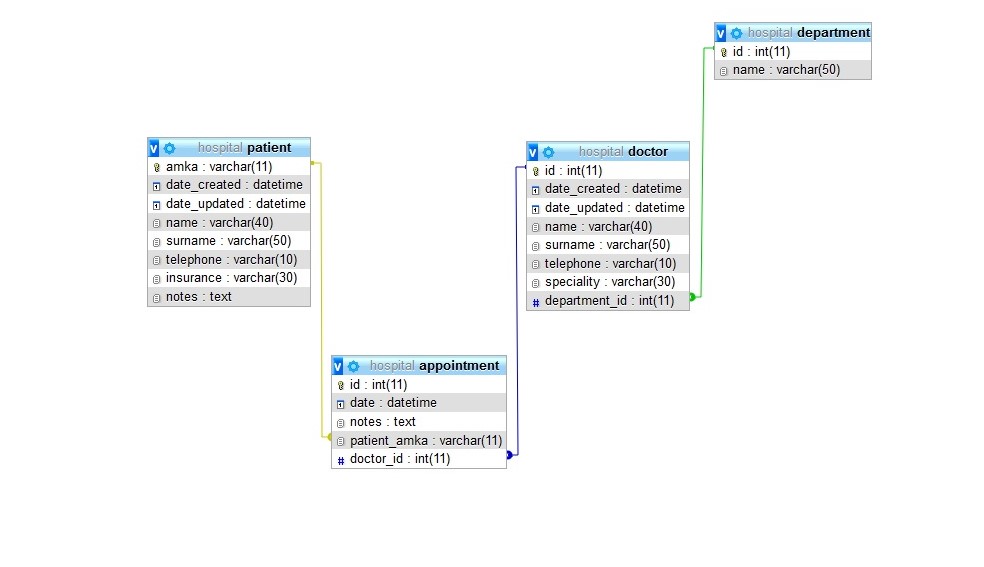 hospital department
id : int(11)
name : varchar(50)
hospital patient
amka : varchar(11)
date_created : datetime
date_updated : datetime
name : varchar(40)
surname : varchar(50)
telephone : varchar(10)
insurance : varchar(30)
notes : text
hospital doctor
id : int(11)
date_created : datetime
date_updated : datetime
name : varchar(40)
surname : varchar(50)
telephone : varchar(10)
speciality : varchar(30)
# department_id : int(11)
hospital appointment
id : int(11)
date : datetime
notes : text
patient_amka : varchar(11)
# doctor_id : int(11)